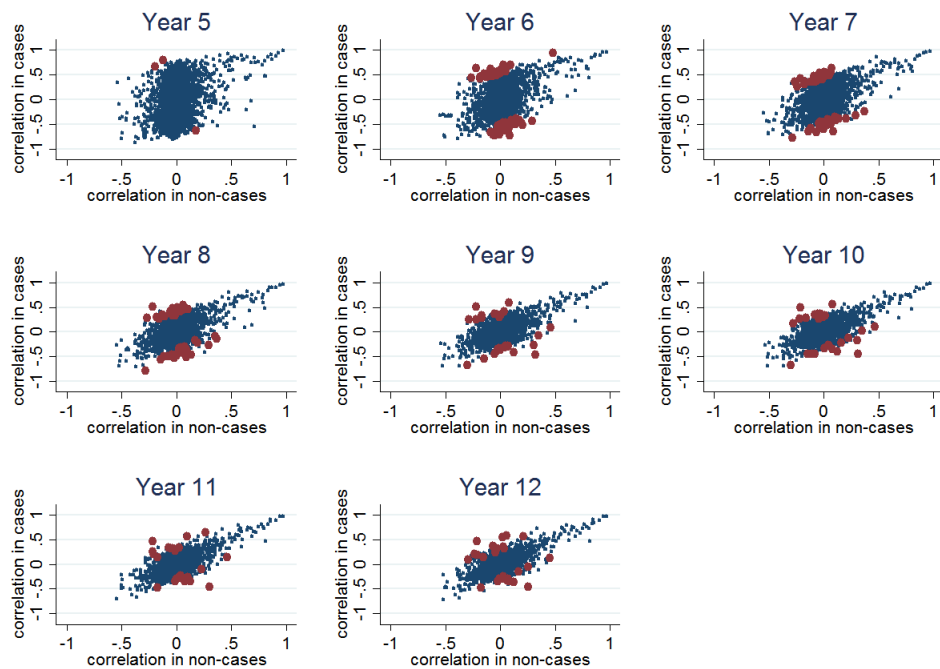 Year 5
correlation in cases
-1 -.5 0 .5 1
-1 -.5 0 .5 1
correlation in non-cases
Year 6
correlation in cases
-1 -.5 0 .5 1
-1 -.5 0 .5 1
correlation in non-cases
Year 7
correlation in cases
-1 -.5 0 .5 1
-1 -.5 0 .5 1
correlation in non-cases
Year 8
correlation in cases
-1 -.5 0 .5 1
-1 -.5 0 .5 1
correlation in non-cases
Year 9
correlation in cases
-1 -.5 0 .5 1
-1 -.5 0 .5 1
correlation in non-cases
Year 10
correlation in cases
-1 -.5 0 .5 1
-1 -.5 0 .5 1
correlation in non-cases
Year 11
correlation in cases
-1 -.5 0 .5 1
-1 -.5 0 .5 1
correlation in non-cases
Year 12
correlation in cases
-1 -.5 0 .5 1
-1 -.5 0 .5 1
correlation in non-cases